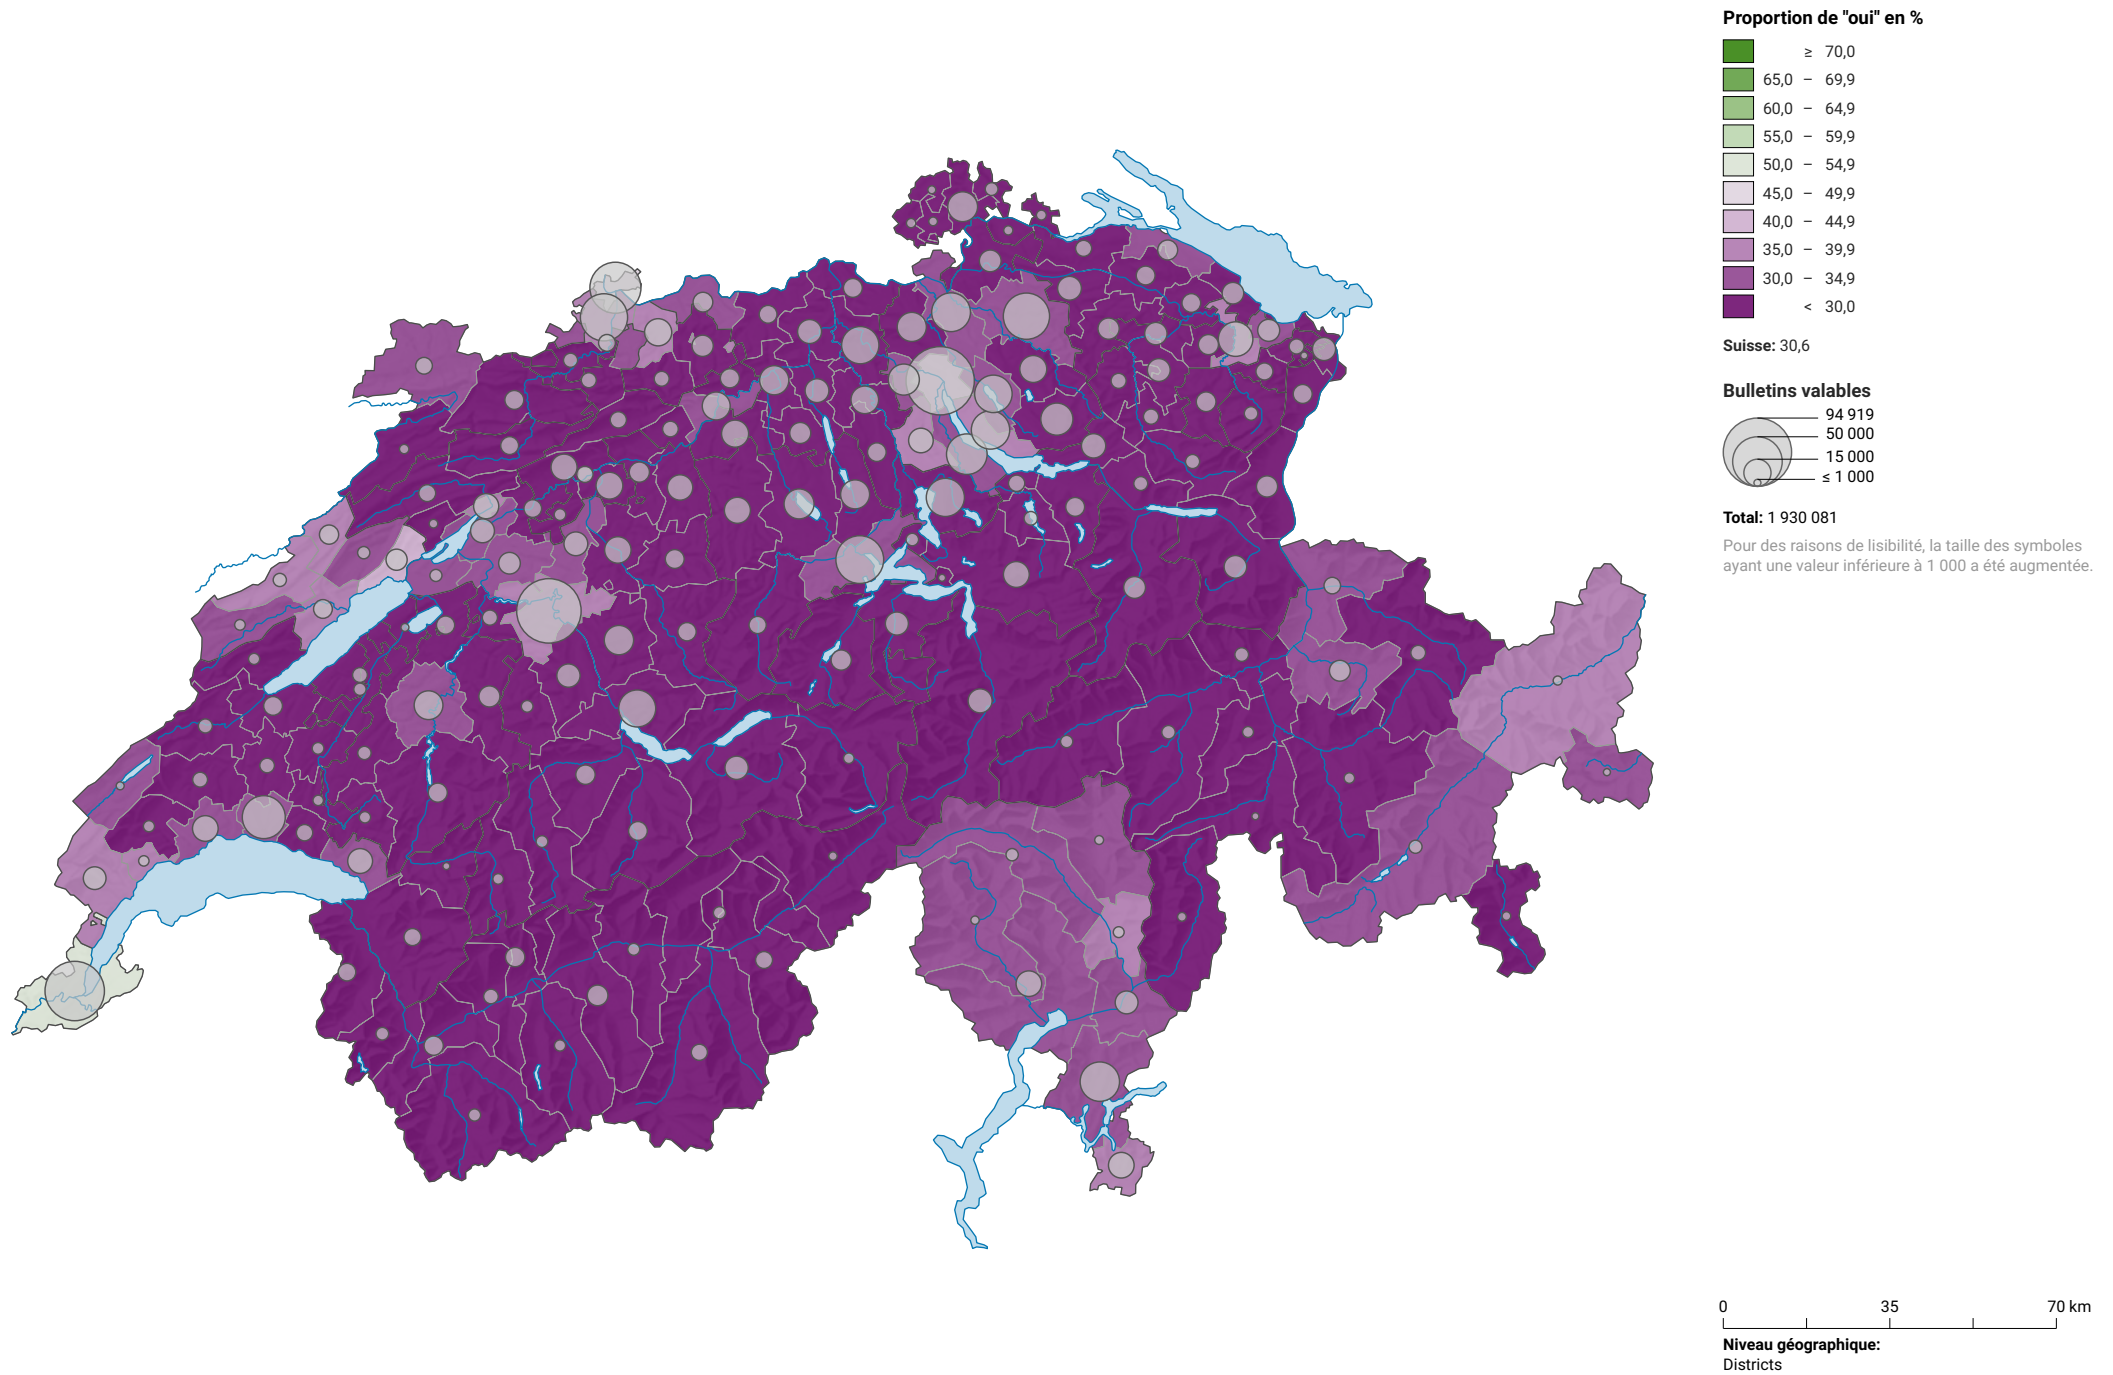 Proportion de "oui" en %
≥ 70,0
65,0 – 69,9
60,0 – 64,9
55,0 – 59,9
50,0 – 54,9
45,0 – 49,9
40,0 – 44,9
35,0 – 39,9
30,0 – 34,9
< 30,0
Suisse: 30,6
Bulletins valables
94 919
50 000
15 000
≤ 1 000
Total: 1 930 081
Pour des raisons de lisibilité, la taille des symboles
ayant une valeur inférieure à 1 000 a été augmentée.
0 35 70 km
Niveau géographique:
Districts